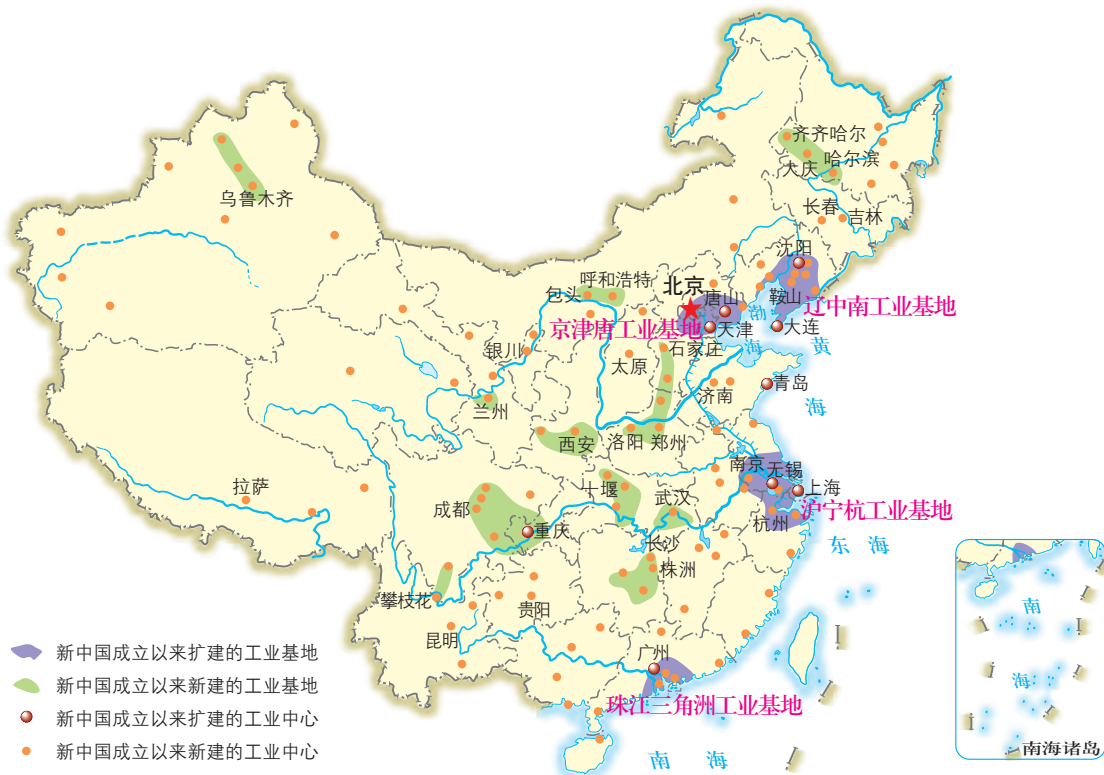 齐齐哈尔
大庆
哈尔滨
乌鲁木齐
长春
吉林
沈阳
呼和浩特
北京
包头
唐山
鞍山
辽中南工业基地
渤
京津唐工业基地
天津
大连
海
黄
银川
石家庄
太原
青岛
济南
海
兰州
西安
洛阳
郑州
南京
无锡
拉萨
十堰
武汉
上海
成都
沪宁杭工业基地
杭州
重庆
长沙
东海
株洲
攀枝花
贵阳
昆明
广州
珠江三角洲工业基地
南海
新中国成立以来扩建的工业基地
新中国成立以来新建的工业基地
新中国成立以来扩建的工业中心
新中国成立以来新建的工业中心
南
海
南海诸岛